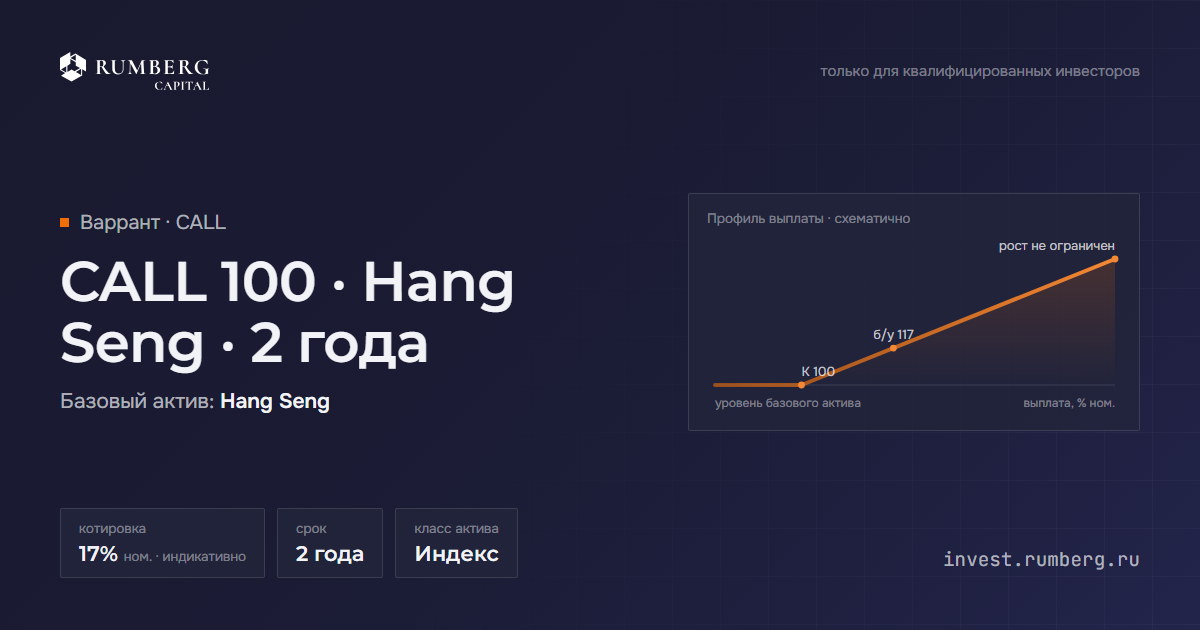 RUMBERG
CAPITAL
только для квалифицированных инвесторов
Варрант · CALL
CALL 100 · Hang
Seng · 2 года
Базовый актив: Hang Seng
Профиль выплаты · схематично
рост не ограничен
б/у 117
К 100
уровень базового актива
выплата, % ном.
котировка
17% ном. · индикативно
срок
2 года
класс актива
Индекс
invest.rumberg.ru